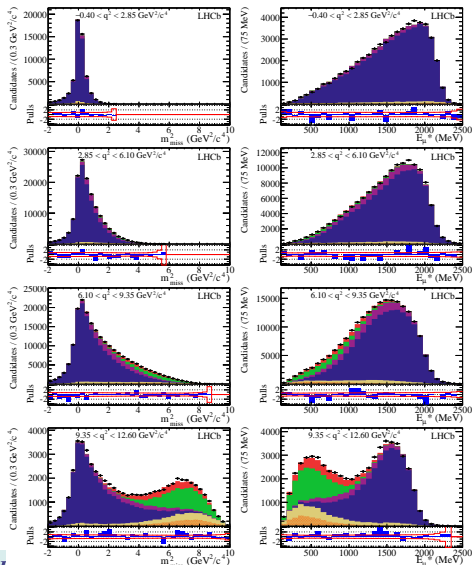 −0.40 < q² < 2.85 GeV²/c⁴ LHCb
Candidates / (0.3 GeV²/c⁴)
20000
15000
10000
5000
Pulls
2
-2
-2 0 2 4 6 8 10
m²miss (GeV²/c⁴)
−0.40 < q² < 2.85 GeV²/c⁴ LHCb
Candidates / (75 MeV)
4000
3000
2000
1000
Pulls
2
-2
500 1000 1500 2000 2500
Eμ* (MeV)
2.85 < q² < 6.10 GeV²/c⁴ LHCb
Candidates / (0.3 GeV²/c⁴)
30000
20000
10000
Pulls
2
-2
-2 0 2 4 6 8 10
m²miss (GeV²/c⁴)
2.85 < q² < 6.10 GeV²/c⁴ LHCb
Candidates / (75 MeV)
12000
10000
8000
6000
4000
2000
Pulls
2
-2
500 1000 1500 2000 2500
Eμ* (MeV)
6.10 < q² < 9.35 GeV²/c⁴ LHCb
Candidates / (0.3 GeV²/c⁴)
25000
20000
15000
10000
5000
Pulls
2
-2
-2 0 2 4 6 8 10
m²miss (GeV²/c⁴)
6.10 < q² < 9.35 GeV²/c⁴ LHCb
Candidates / (75 MeV)
15000
10000
5000
Pulls
2
-2
500 1000 1500 2000 2500
Eμ* (MeV)
9.35 < q² < 12.60 GeV²/c⁴ LHCb
Candidates / (0.3 GeV²/c⁴)
4000
3000
2000
1000
Pulls
2
-2
-2 0 2 4 6 8 10
m² (GeV²/c⁴)
9.35 < q² < 12.60 GeV²/c⁴ LHCb
Candidates / (75 MeV)
4000
3000
2000
1000
Pulls
2
-2
500 1000 1500 2000 2500
Eμ* (MeV)